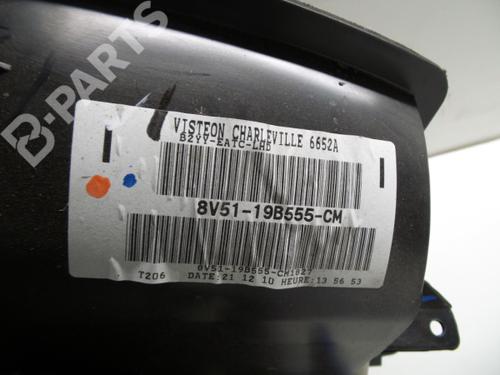 B-PARTS
VISTEON CHARLEVILLE 6652A
B2YY-EATC-LHD
8V51-19B555-CM
8V51-19B555-CM1827
T206 DATE:21 12 10 HEURE:13 56 53